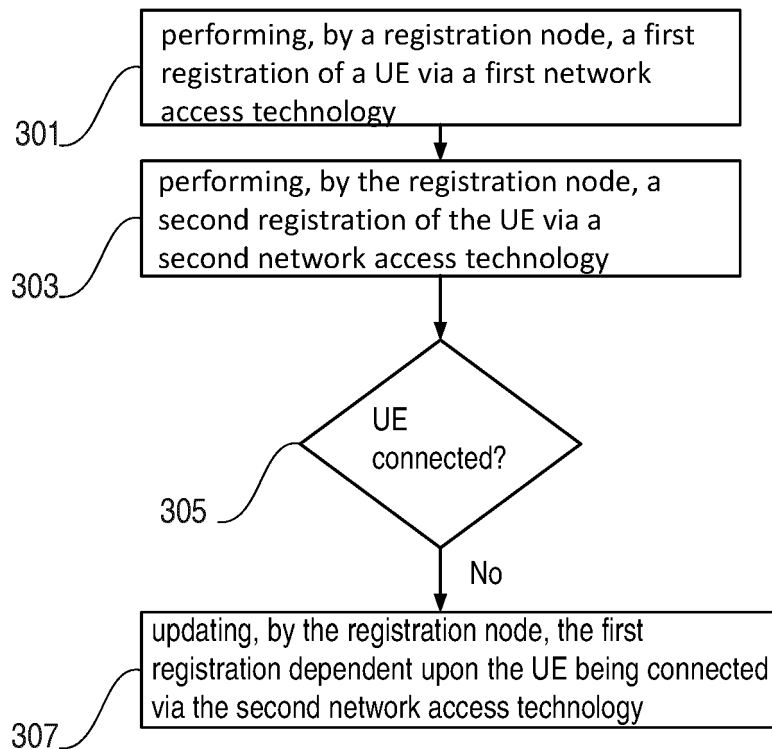 performing, by a registration node, a first
registration of a UE via a first network
access technology
301
performing, by the registration node, a
second registration of the UE via a
second network access technology
303
UE
connected?
305
No
updating, by the registration node, the first
registration dependent upon the UE being connected
via the second network access technology
307